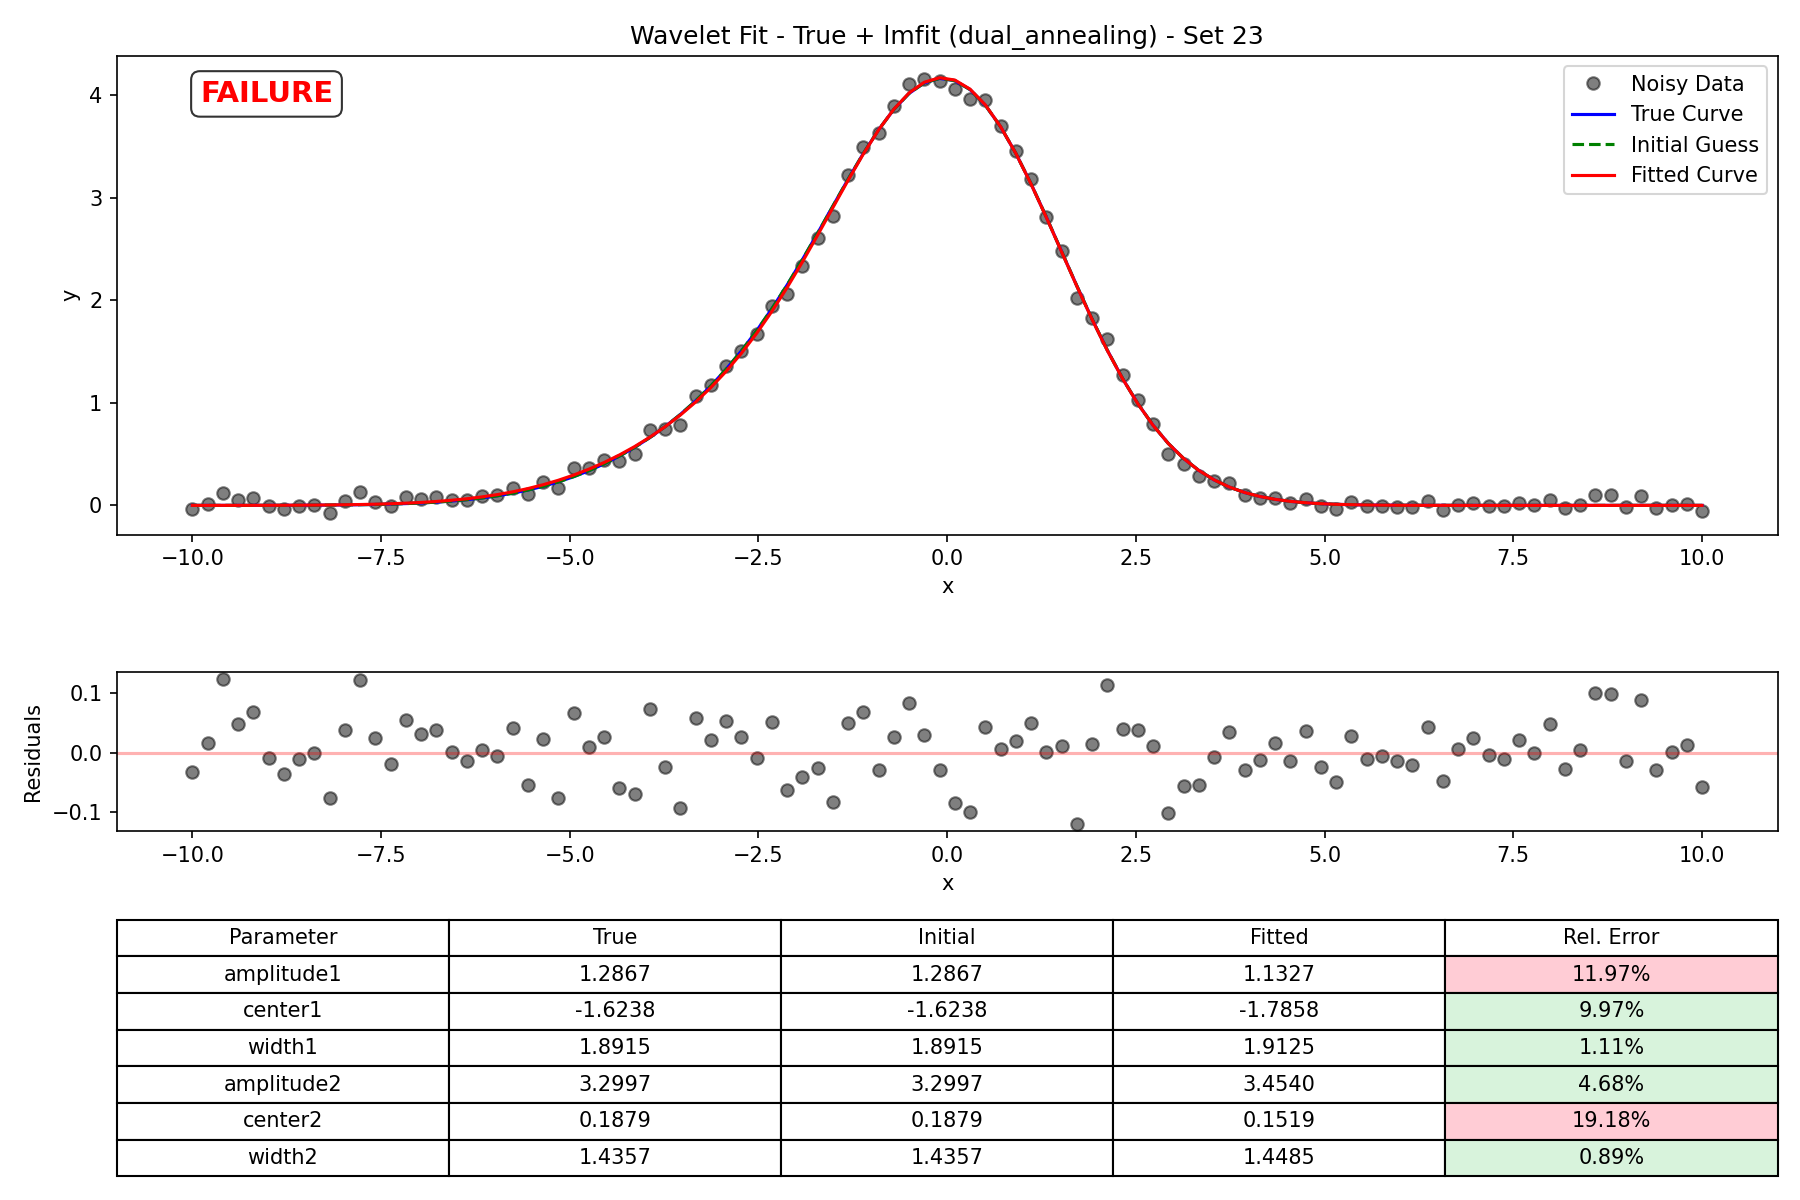 Wavelet Fit - True + lmfit (dual_annealing) - Set 23
FAILURE
Noisy Data
True Curve
Initial Guess
Fitted Curve
4
3
2
1
0
y
−10.0 −7.5 −5.0 −2.5 0.0 2.5 5.0 7.5 10.0
x
0.1
0.0
−0.1
Residuals
−10.0 −7.5 −5.0 −2.5 0.0 2.5 5.0 7.5 10.0
x
Parameter True Initial Fitted Rel. Error
amplitude1 1.2867 1.2867 1.1327 11.97%
center1 -1.6238 -1.6238 -1.7858 9.97%
width1 1.8915 1.8915 1.9125 1.11%
amplitude2 3.2997 3.2997 3.4540 4.68%
center2 0.1879 0.1879 0.1519 19.18%
width2 1.4357 1.4357 1.4485 0.89%